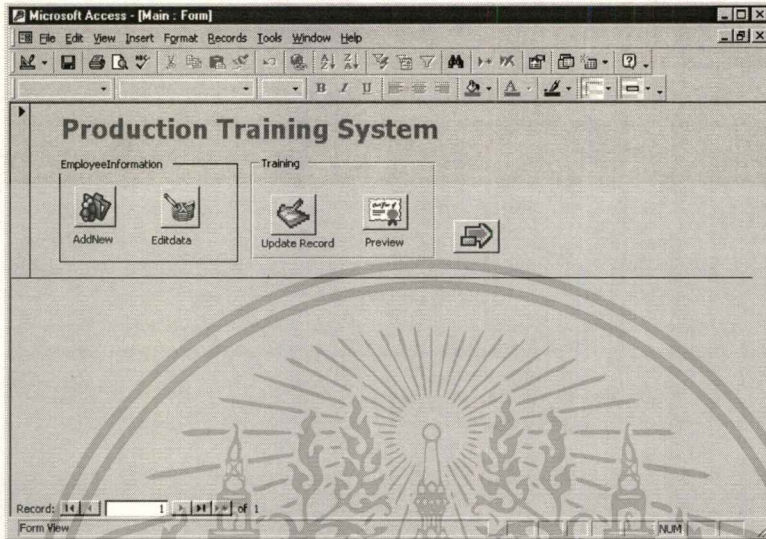 Microsoft Access - [Main : Form]
File Edit View Insert Format Records Tools Window Help
B I U
Production Training System
EmployeeInformation
Training
AddNew
Editdata
Update Record
Preview
Record: 1 of 1
Form View
NUM